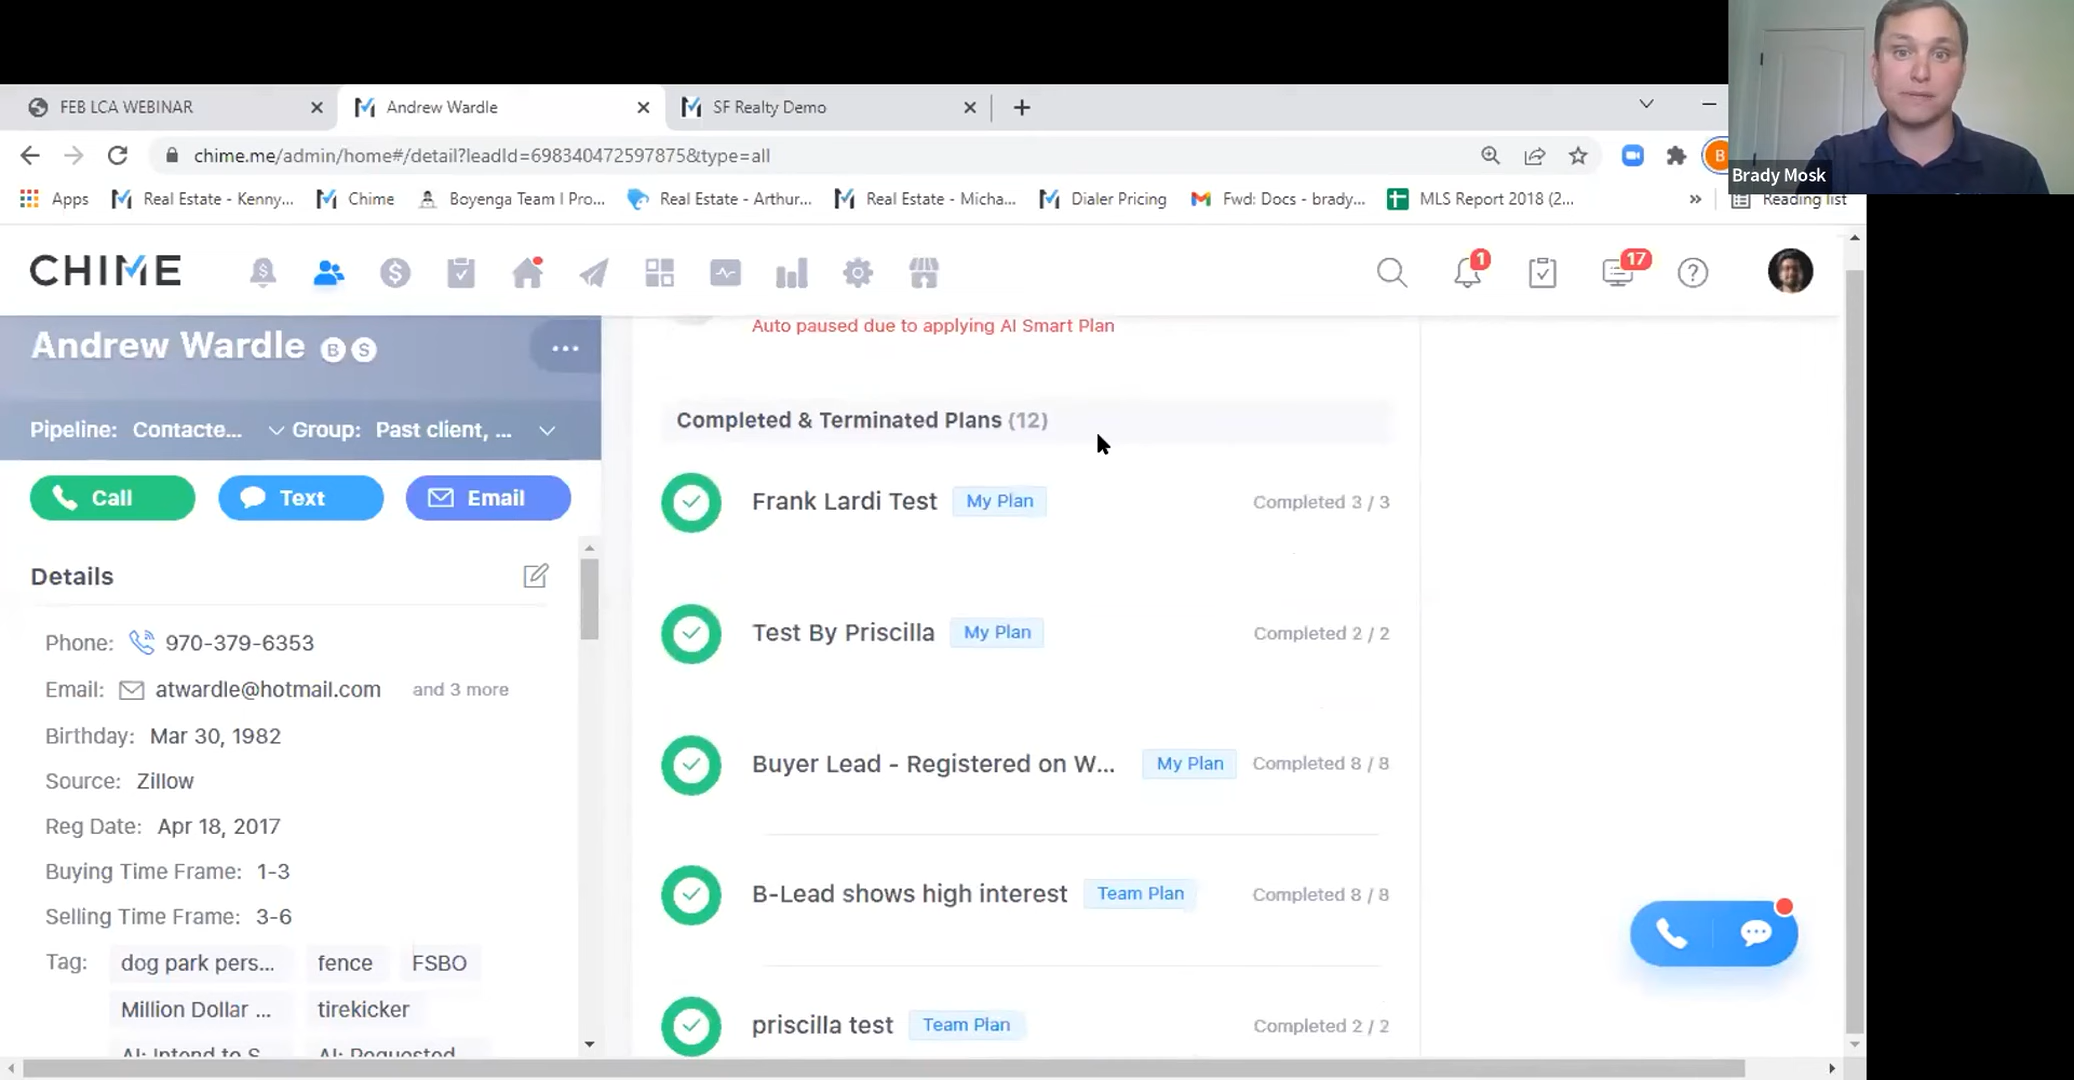 FEB LCA WEBINAR
Andrew Wardle
SF Realty Demo
chime.me/admin/home#/detail?leadId=698340472597875&type=all
B
Brady Mosk
Apps
Real Estate - Kenny...
Chime
Boyenga Team I Pro...
Real Estate - Arthur...
Real Estate - Micha...
Dialer Pricing
Fwd: Docs - brady...
MLS Report 2018 (2...
»
Reading list
CHIME
1
17
Andrew Wardle B S
...
Pipeline: Contacte... Group: Past client, ...
Call
Text
Email
Details
Phone: 970-379-6353
Email: atwardle@hotmail.com and 3 more
Birthday: Mar 30, 1982
Source: Zillow
Reg Date: Apr 18, 2017
Buying Time Frame: 1-3
Selling Time Frame: 3-6
Tag: dog park pers... fence FSBO
Million Dollar ... tirekicker
AI: Intend to S... AI: Requested...
Auto paused due to applying AI Smart Plan
Completed & Terminated Plans (12)
Frank Lardi Test My Plan Completed 3 / 3
Test By Priscilla My Plan Completed 2 / 2
Buyer Lead - Registered on W... My Plan Completed 8 / 8
B-Lead shows high interest Team Plan Completed 8 / 8
priscilla test Team Plan Completed 2 / 2